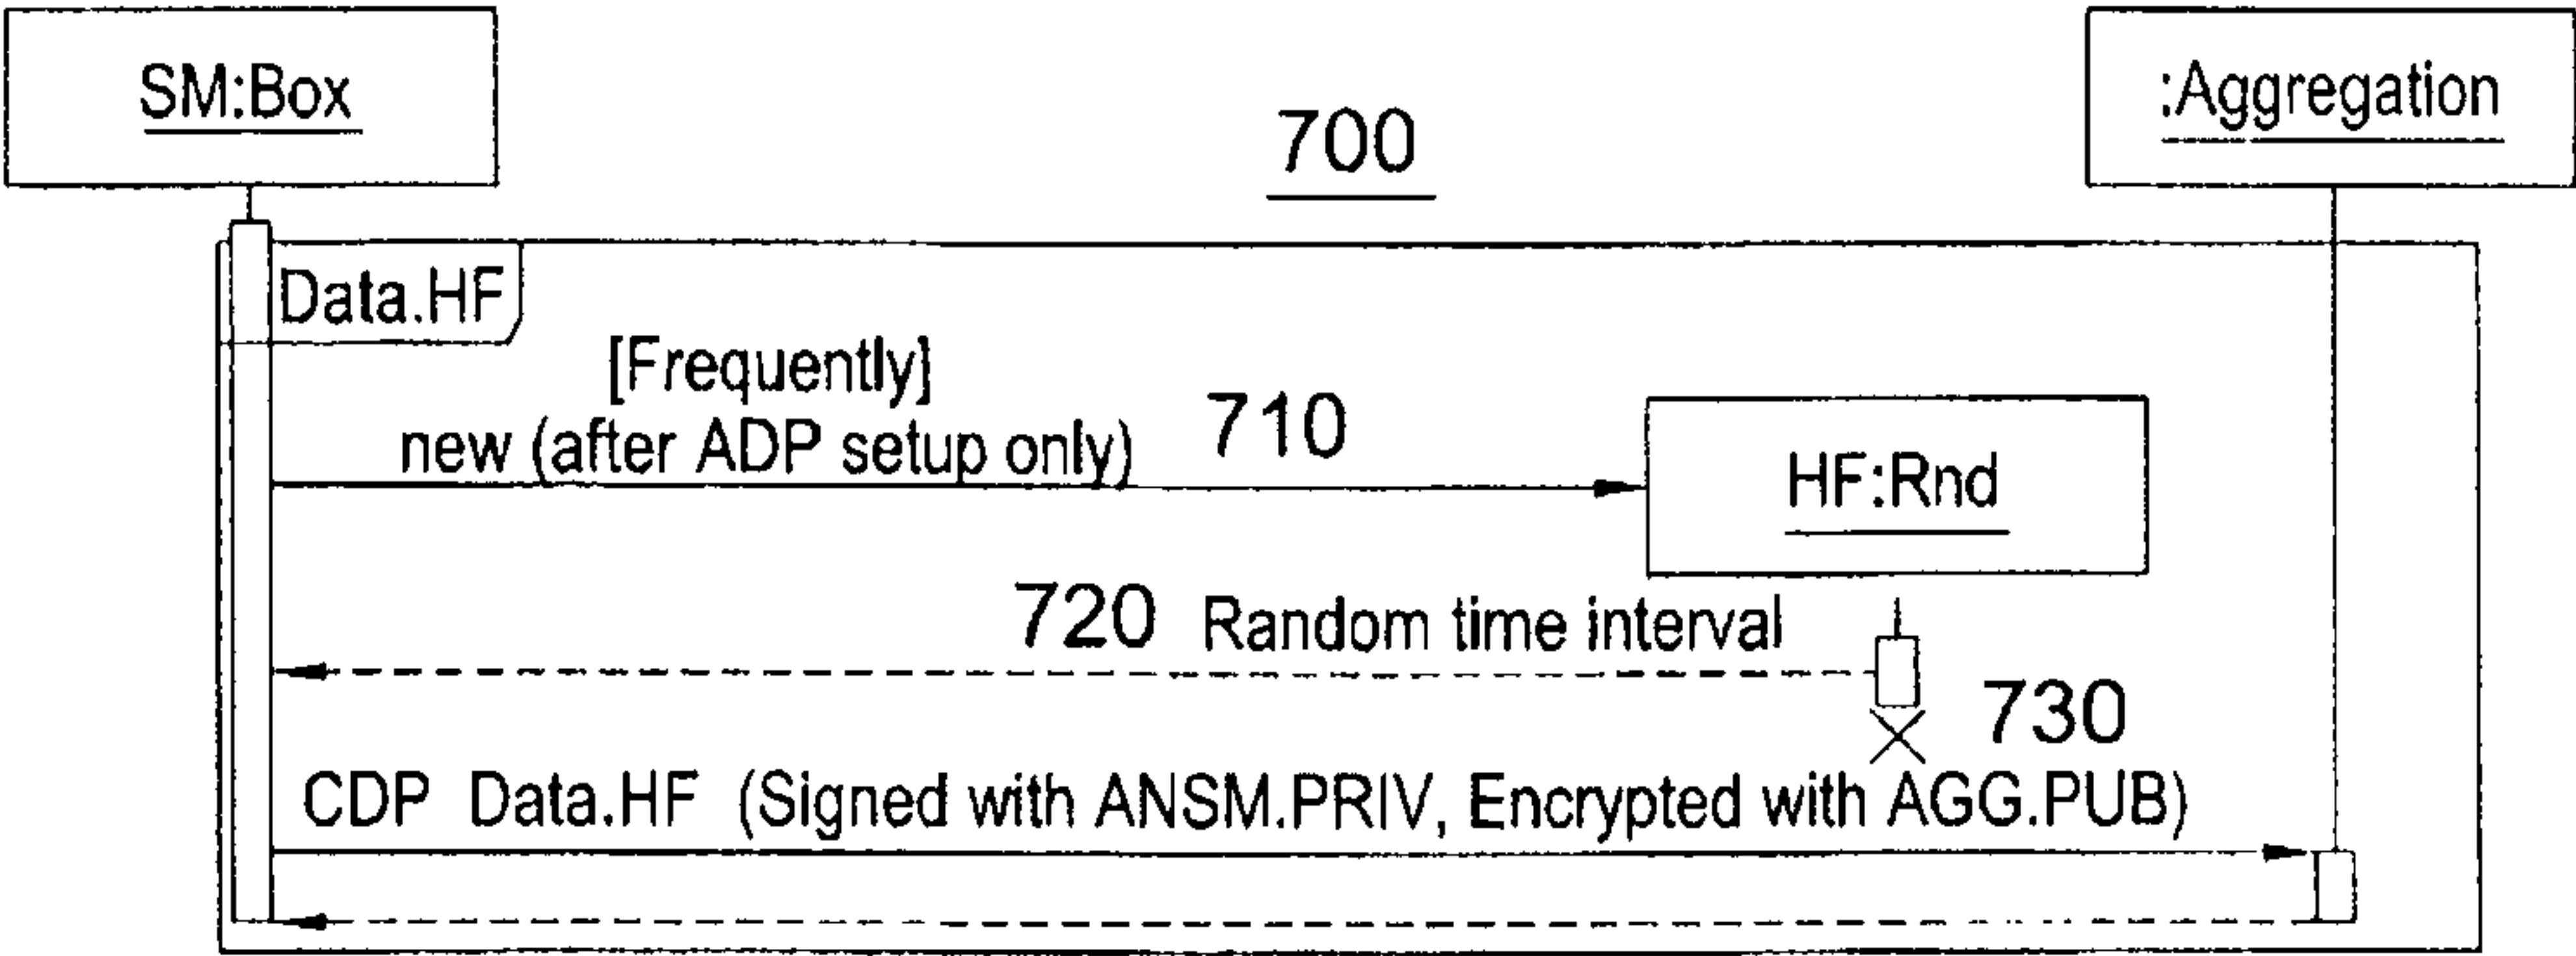 SM:Box
:Aggregation
700
Data.HF
[Frequently]
new (after ADP setup only)
710
HF:Rnd
720
Random time interval
730
CDP Data.HF (Signed with ANSM.PRIV, Encrypted with AGG.PUB)